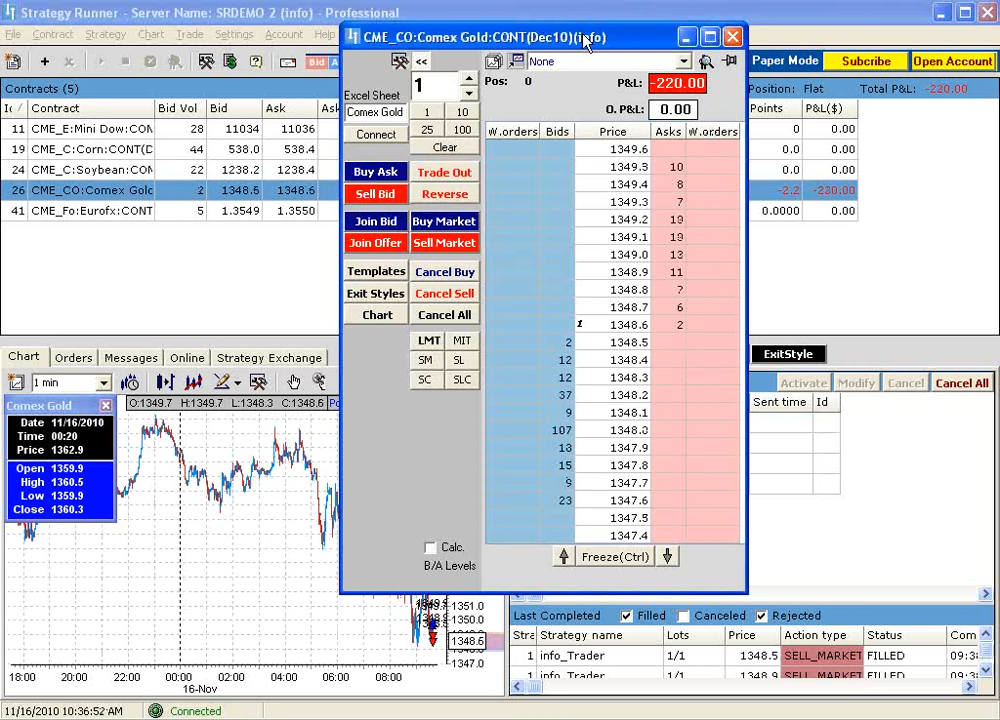 Strategy Runner - Server Name: SRDEMO 2 (info) - Professional
File Contract Strategy Chart Trade Settings Account Help
Paper Mode Subcribe Open Account
Contracts (5)
Position: Flat Total P&L: -220.00
Contract Bid Vol Bid Ask Points P&L($)
11 CME_E:Mini Dow:CON 28 11034 11036 0 0.00
19 CME_C:Corn:CONT(D 44 538.0 538.4 0.0 0.00
24 CME_C:Soybean:CON 12 1238.2 1238.4 0.0 0.00
26 CME_CO:Comex Gold 2 1348.5 1348.6 -2.2 -230.00
41 CME_Fo:Eurofx:CONT 5 1.3549 1.3550 0.0000 0.00
CME_CO:Comex Gold:CONT(Dec10)(info)
<< None
1
Pos: 0 P&L: -220.00
O. P&L: 0.00
Excel Sheet
Comex Gold 1 10
Connect 25 100
Clear
Buy Ask Trade Out
Sell Bid Reverse
Join Bid Buy Market
Join Offer Sell Market
Templates Cancel Buy
Exit Styles Cancel Sell
Chart Cancel All
LMT MIT
SM SL
SC SLC
Calc.
B/A Levels
W.orders Bids Price Asks W.orders
1349.6
1349.5 10
1349.4 8
1349.3 7
1349.2 19
1349.1 19
1349.0 13
1348.9 11
1348.8 7
1348.7 6
1 1348.6 2
2 1348.5
12 1348.4
12 1348.3
37 1348.2
9 1348.1
107 1348.0
18 1347.9
15 1347.8
9 1347.7
23 1347.6
1347.5
1347.4
Freeze(Ctrl)
Chart Orders Messages Online Strategy Exchange
1 min
Comex Gold O:1349.7 H:1349.7 L:1348.3 C:1348.6
Date 11/16/2010
Time 00:20
Price 1362.9
Open 1359.9
High 1360.5
Low 1359.9
Close 1360.3
1351.0
1350.0
1348.6
1347.0
18:00 22:00 00:00 02:00 04:00 06:00 08:00
16-Nov
ExitStyle
Activate Modify Cancel Cancel All
Sent time Id
Last Completed Filled Canceled Rejected
Stra Strategy name Lots Price Action type Status Com
1 info_Trader 1/1 1348.5 SELL_MARKET FILLED 09:3
1 info_Trader 1/1 1348.9 SELL_MARKET FILLED
11/16/2010 10:36:52 AM Connected